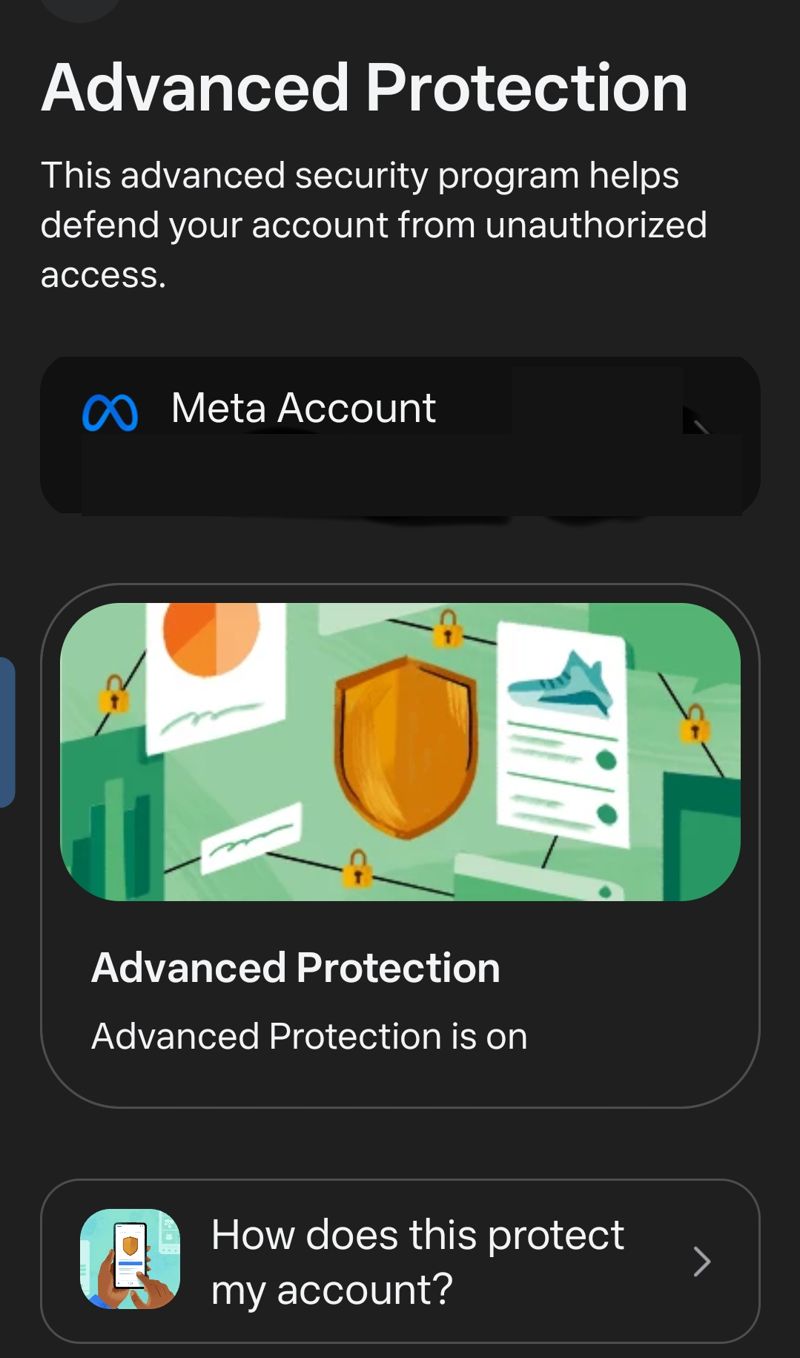 Advanced Protection
This advanced security program helps
defend your account from unauthorized
access.
Meta Account
Advanced Protection
Advanced Protection is on
How does this protect
my account?